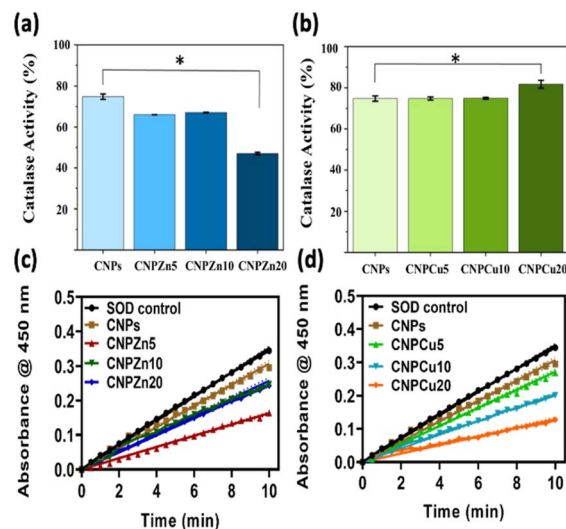 (a)
Catalase Activity (%)
100
80
60
40
20
*
CNPs CNPZn5 CNPZn10 CNPZn20
(b)
Catalase Activity (%)
100
80
60
40
20
0
*
CNPs CNPCu5 CNPCu10 CNPCu20
(c)
Absorbance @ 450 nm
0.5
0.4
0.3
0.2
0.1
0.0
SOD control
CNPs
CNPZn5
CNPZn10
CNPZn20
0 2 4 6 8 10
Time (min)
(d)
Absorbance @ 450 nm
0.5
0.4
0.3
0.2
0.1
0.0
SOD control
CNPs
CNPCu5
CNPCu10
CNPCu20
0 2 4 6 8 10
Time (min)